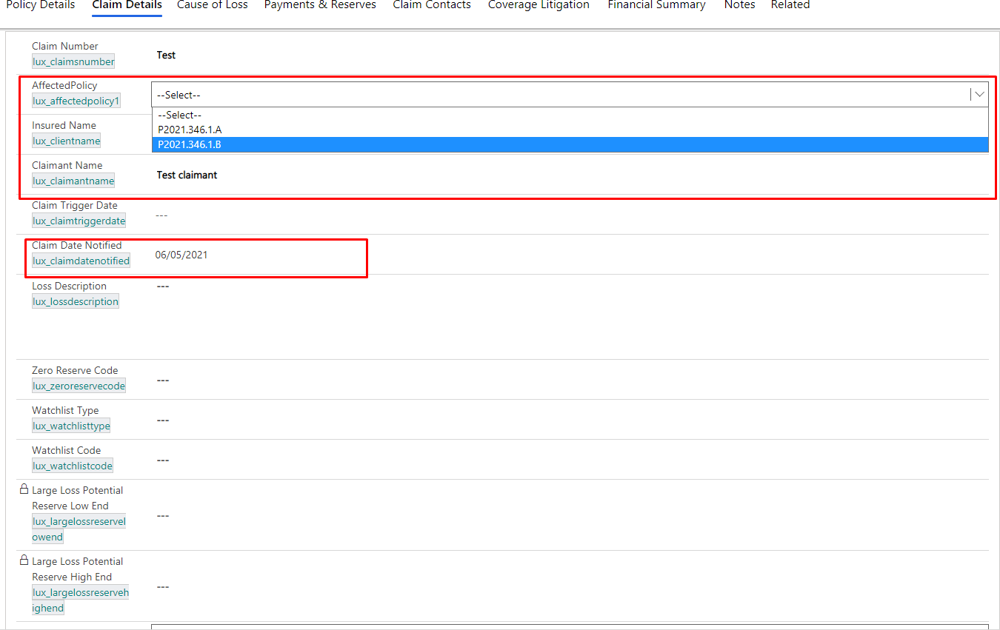 Policy Details Claim Details Cause of Loss Payments & Reserves Claim Contacts Coverage Litigation Financial Summary Notes Related
Claim Number
lux_claimsnumber
Test
AffectedPolicy
lux_affectedpolicy1
--Select--
--Select--
P2021.346.1.A
P2021.346.1.B
Insured Name
lux_clientname
Claimant Name
lux_claimantname
Test claimant
Claim Trigger Date
lux_claimtriggerdate
---
Claim Date Notified
lux_claimdatenotified
06/05/2021
Loss Description
lux_lossdescription
---
Zero Reserve Code
lux_zeroreservecode
---
Watchlist Type
lux_watchlisttype
---
Watchlist Code
lux_watchlistcode
---
Large Loss Potential
Reserve Low End
lux_largelossreservel
owend
---
Large Loss Potential
Reserve High End
lux_largelossreserveh
ighend
---